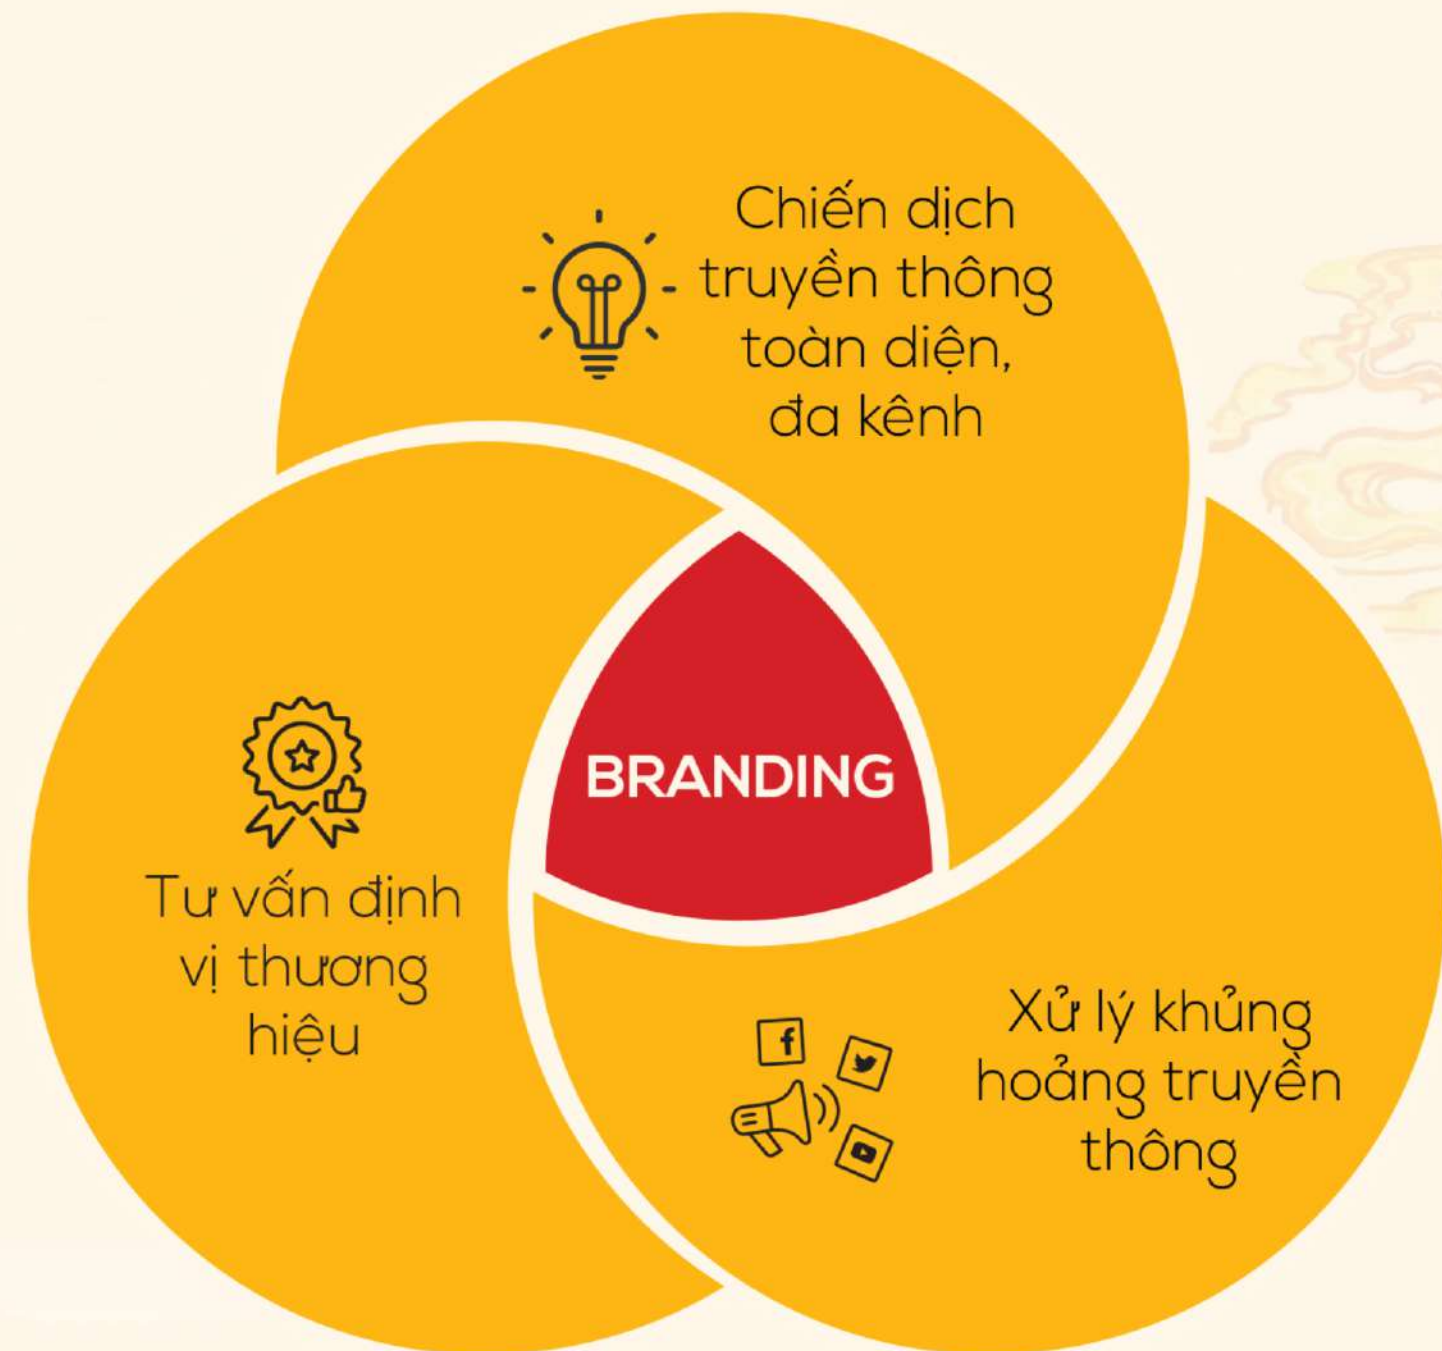 Chiến dịch
truyền thông
toàn diện,
đa kênh
BRANDING
Tư vấn định
vị thương
hiệu
Xử lý khủng
hoảng truyền
thông